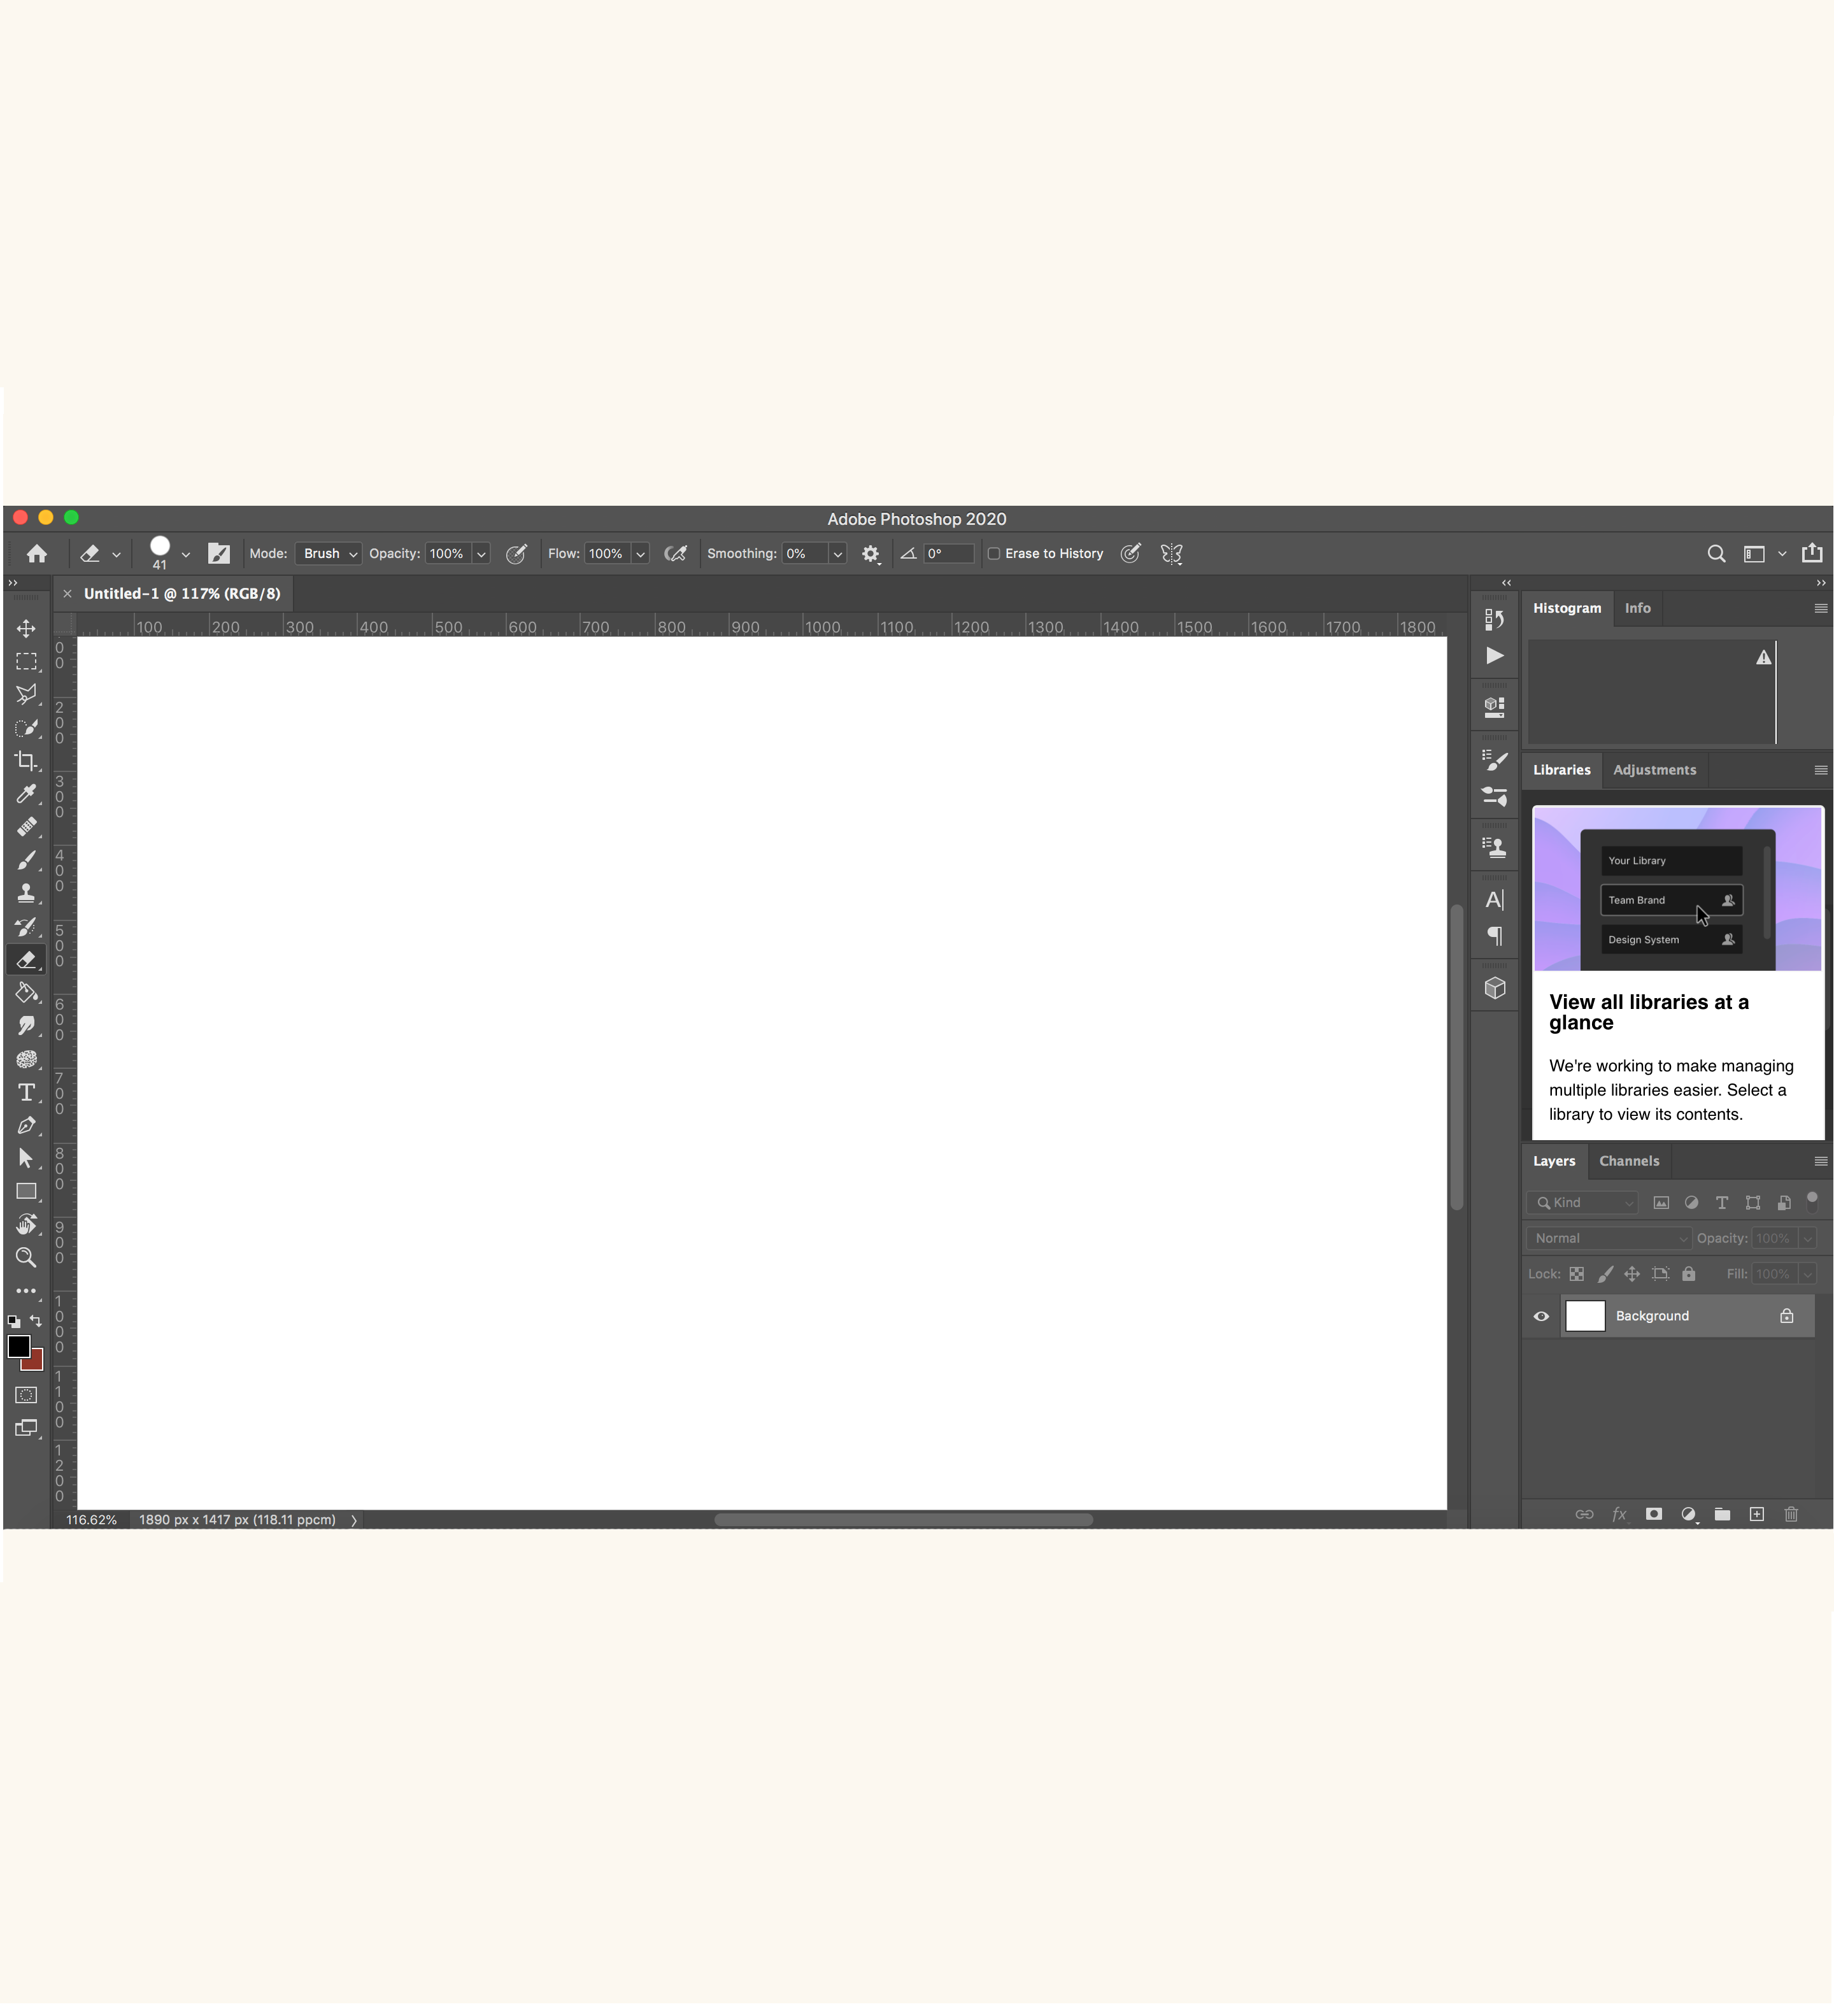 Adobe Photoshop 2020
41 Mode: Brush Opacity: 100% Flow: 100% Smoothing: 0% 0° Erase to History
Untitled-1 @ 117% (RGB/8)
100 200 300 400 500 600 700 800 900 1000 1100 1200 1300 1400 1500 1600 1700 1800
0
0
200
300
400
500
600
700
800
900
1000
1100
1200
116.62% 1890 px x 1417 px (118.11 ppcm)
Histogram Info
Libraries Adjustments
Your Library
Team Brand
Design System
View all libraries at a
glance
We're working to make managing
multiple libraries easier. Select a
library to view its contents.
Layers Channels
Kind
Normal Opacity: 100%
Lock: Fill: 100%
Background
fx